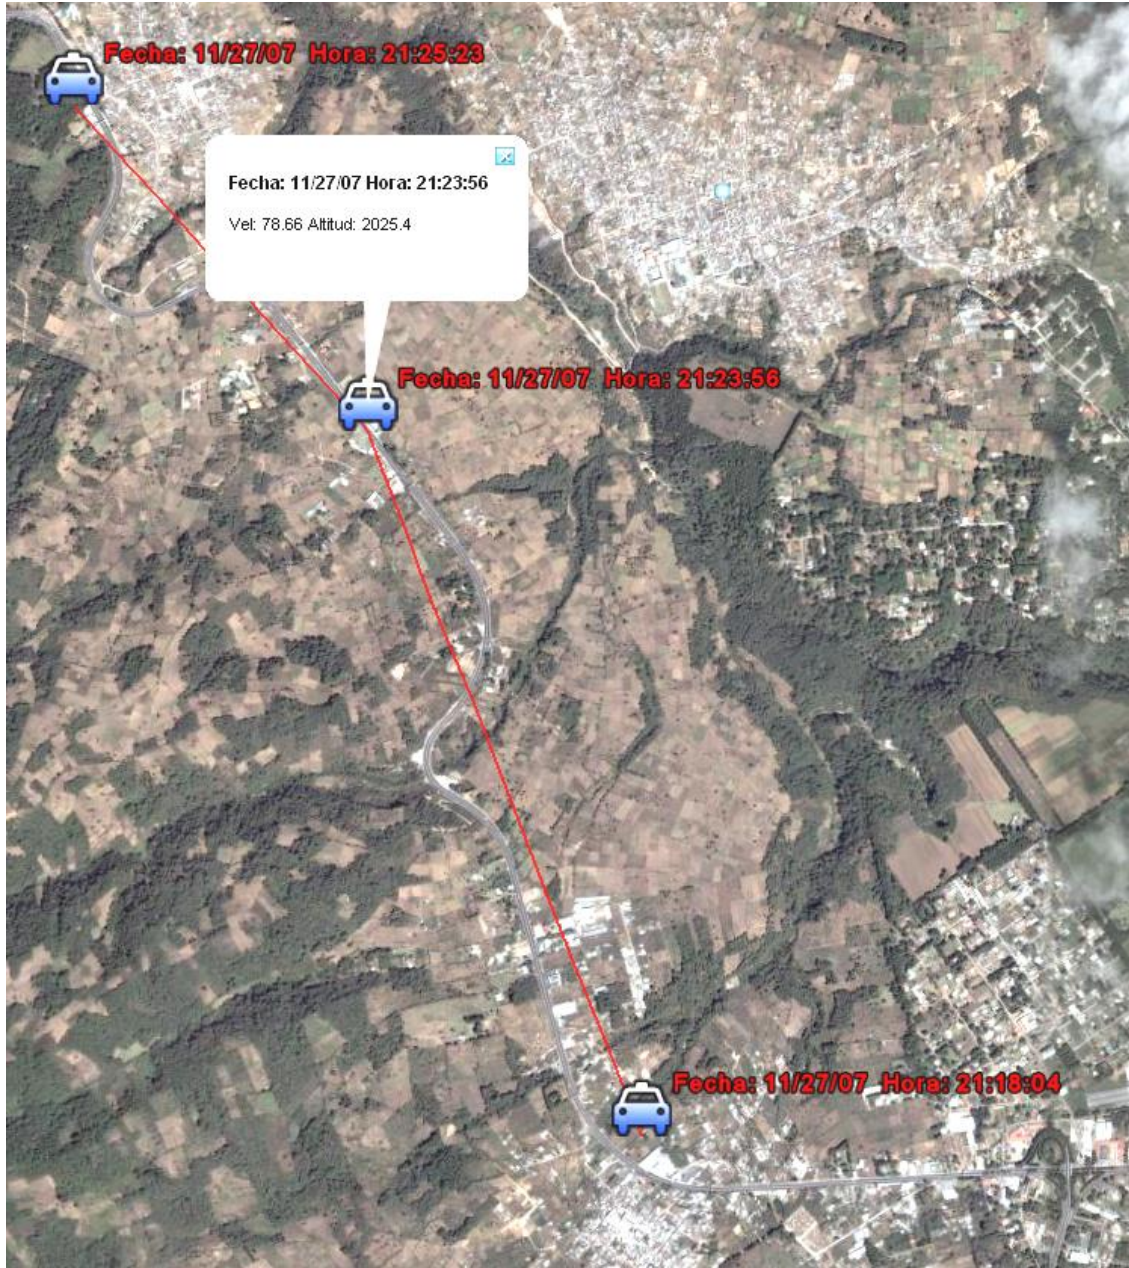 Fecha: 11/27/07 Hora: 21:25:23
Fecha: 11/27/07 Hora: 21:23:56
Vel: 78.66 Altitud: 2025.4
Fecha: 11/27/07 Hora: 21:23:56
Fecha: 11/27/07 Hora: 21:18:04